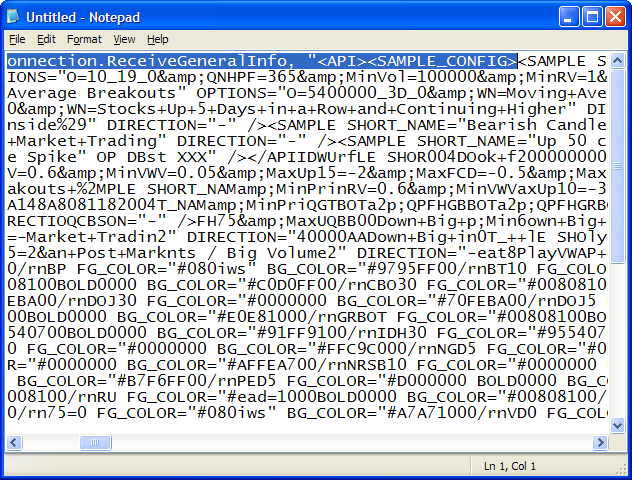 Untitled - Notepad
File Edit Format View Help
onnection.ReceiveGeneralInfo, "<API><SAMPLE_CONFIG><SAMPLE S
IONS="O=10_19_0&amp;QNHPF=365&amp;MinVol=100000&amp;MinRV=1&
Average Breakouts" OPTIONS="O=5400000_3D_0&amp;WN=Moving+Ave
0&amp;WN=Stocks+Up+5+Days+in+a+Row+and+Continuing+Higher" DI
nside%29" DIRECTION="-" /><SAMPLE SHORT_NAME="Bearish Candle
+Market+Trading" DIRECTION="-" /><SAMPLE SHORT_NAME="Up 50 c
e Spike" OP DBst XXX" /></APIIDWUrfLE SHOR004DOok+f200000000
V=0.6&amp;MinVWV=0.05&amp;MaxUp15=-2&amp;MaxFCD=-0.5&amp;Max
akouts+%2MPLE SHORT_NAMamp;MinPrinRV=0.6&amp;MinVWVaxUp10=-3
A148A8081182004T_NAMamp;MinPriQGTBOTa2p;QPFHGBBOTa2p;QPFHGRBO
RECTIOQCBSON="-" />FH75&amp;MaxUQBB00Down+Big+p;Min6own+Big+
=-Market+Tradin2" DIRECTION="40000AADown+Big+in0T_++lE SHOly
5=2&an+Post+Marknts / Big Volume2" DIRECTION="-eat8PlayVWAP+
0/rnBP FG_COLOR="#080iws" BG_COLOR="#9795FF00/rnBT10 FG_COLO
08100BOLD0000 BG_COLOR="#C0D0FF00/rnCBO30 FG_COLOR="#0080810
EBA00/rnDOJ30 FG_COLOR="#0000000 BG_COLOR="#70FEBA00/rnDOJ5
00BOLD0000 BG_COLOR="#E0E81000/rnGRBOT FG_COLOR="#00808100BO
540700BOLD0000 BG_COLOR="#91FF9100/rnIDH30 FG_COLOR="#955407
0 FG_COLOR="#0000000 BG_COLOR="#FFC9C000/rnNGD5 FG_COLOR="#0
R="#0000000 BG_COLOR="#AFFEA700/rnNRSB10 FG_COLOR="#0000000
BG_COLOR="#B7F6FF00/rnPED5 FG_COLOR="#D000000 BOLD0000 BG_CO
008100/rnRU FG_COLOR="#ead=1000BOLD0000 BG_COLOR="#00808100/
0/rn75=0 FG_COLOR="#080iws" BG_COLOR="#A7A71000/rnVD0 FG_COL
Ln 1, Col 1